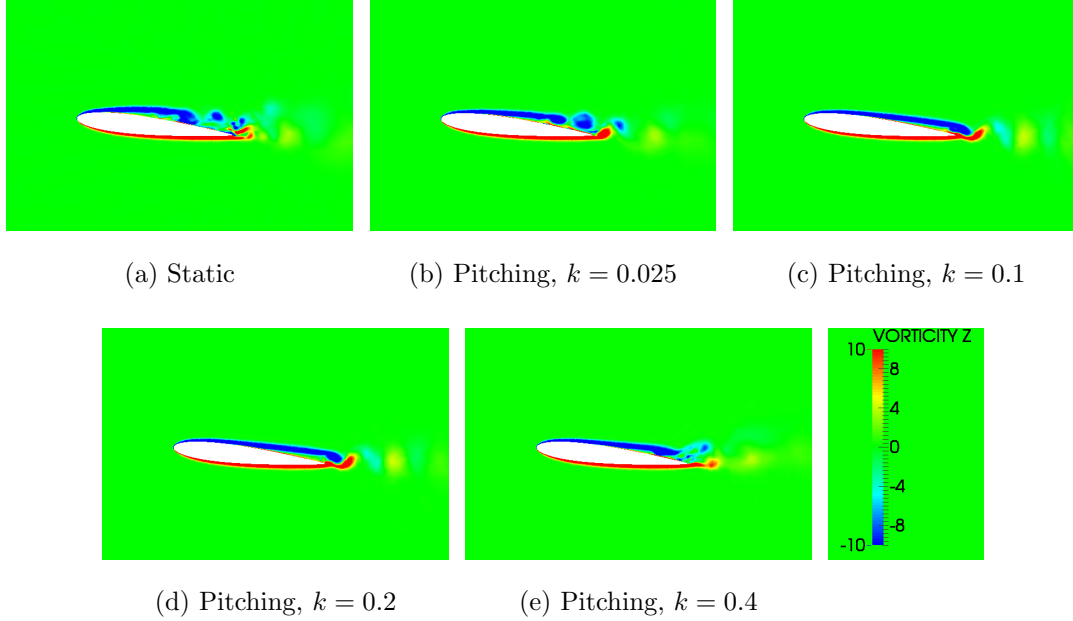 (a) Static
(b) Pitching, k = 0.025
(c) Pitching, k = 0.1
VORTICITY Z
10
8
4
0
-4
-8
-10
(d) Pitching, k = 0.2
(e) Pitching, k = 0.4